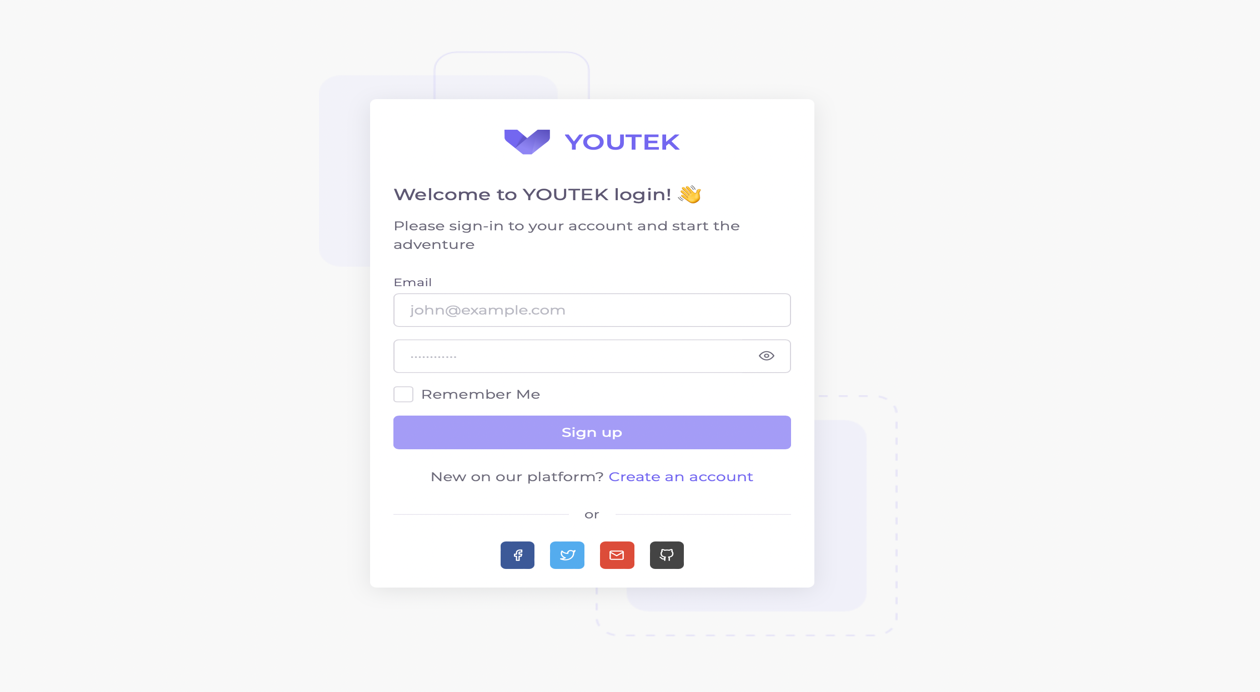 YOUTEK
Welcome to YOUTEK login! 👋
Please sign-in to your account and start the
adventure
Email
john@example.com
············
Remember Me
Sign up
New on our platform? Create an account
or